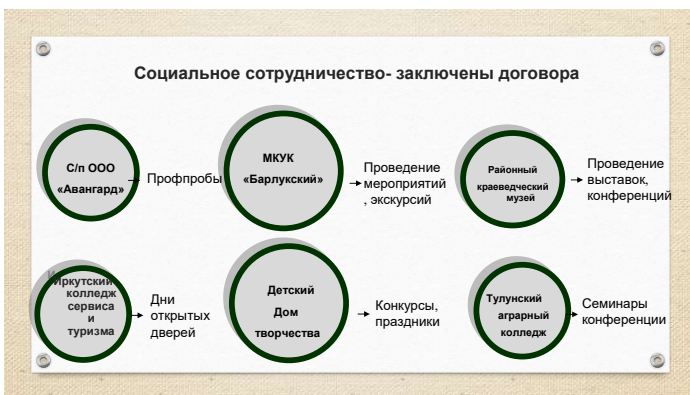 Социальное сотрудничество- заключены договора
С/п ООО
«Авангард»
Профпробы
МКУК
«Барлукский»
Проведение
мероприятий
, экскурсий
Районный
краеведческий
музей
Проведение
выставок,
конференций
Иркутский
колледж
сервиса
и
туризма
Дни
открытых
дверей
Детский
Дом
творчества
Конкурсы,
праздники
Тулунский
аграрный
колледж
Семинары
конференции